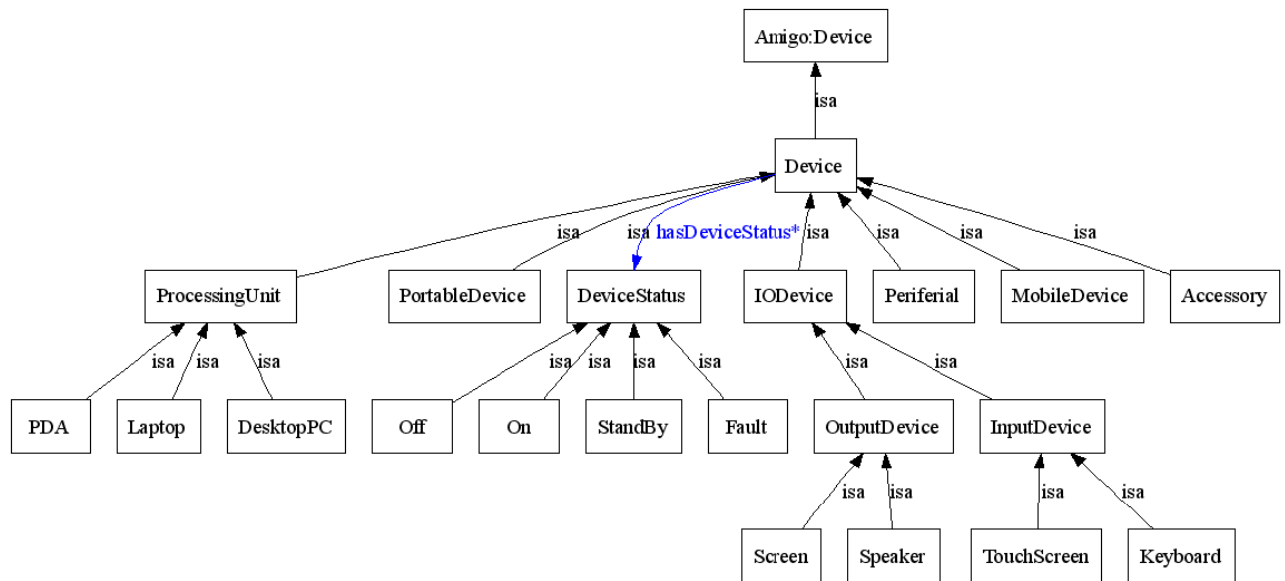 Amigo:Device
isa
Device
isa
isa
hasDeviceStatus*
isa
isa
isa
isa
ProcessingUnit
PortableDevice
DeviceStatus
IODevice
Periferial
MobileDevice
Accessory
isa
isa
isa
isa
isa
isa
isa
isa
isa
PDA
Laptop
DesktopPC
Off
On
StandBy
Fault
OutputDevice
InputDevice
isa
isa
isa
isa
Screen
Speaker
TouchScreen
Keyboard